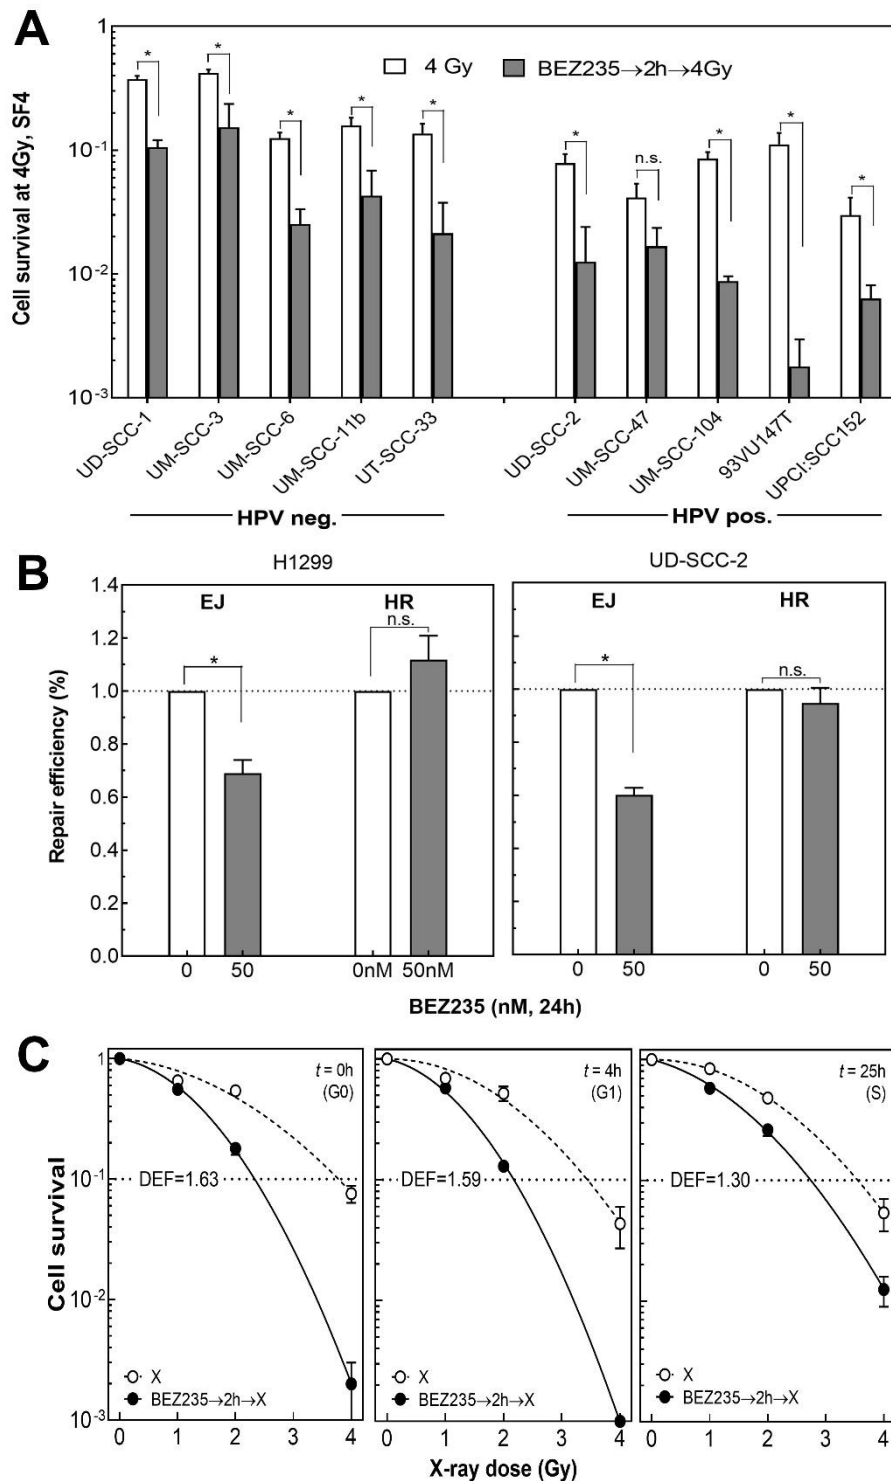 A
Cell survival at 4Gy, SF4
1
10⁻¹
10⁻²
10⁻³
4 Gy
BEZ235→2h→4Gy
* * * * * * n.s. * * *
UD-SCC-1
UM-SCC-3
UM-SCC-6
UM-SCC-11b
UT-SCC-33
UD-SCC-2
UM-SCC-47
UM-SCC-104
93VU147T
UPCI:SCC152
HPV neg.
HPV pos.
B
H1299
UD-SCC-2
Repair efficiency (%)
1.4
1.2
1.0
0.8
0.6
0.4
0.2
0.0
EJ
HR
*
n.s.
0 50 0nM 50nM
EJ
HR
*
n.s.
0 50 0 50
BEZ235 (nM, 24h)
C
Cell survival
1
10⁻¹
10⁻²
10⁻³
t = 0h
(G0)
DEF=1.63
X
BEZ235→2h→X
0 1 2 3 4
t = 4h
(G1)
DEF=1.59
X
BEZ235→2h→X
0 1 2 3 4
t = 25h
(S)
DEF=1.30
X
BEZ235→2h→X
0 1 2 3 4
X-ray dose (Gy)